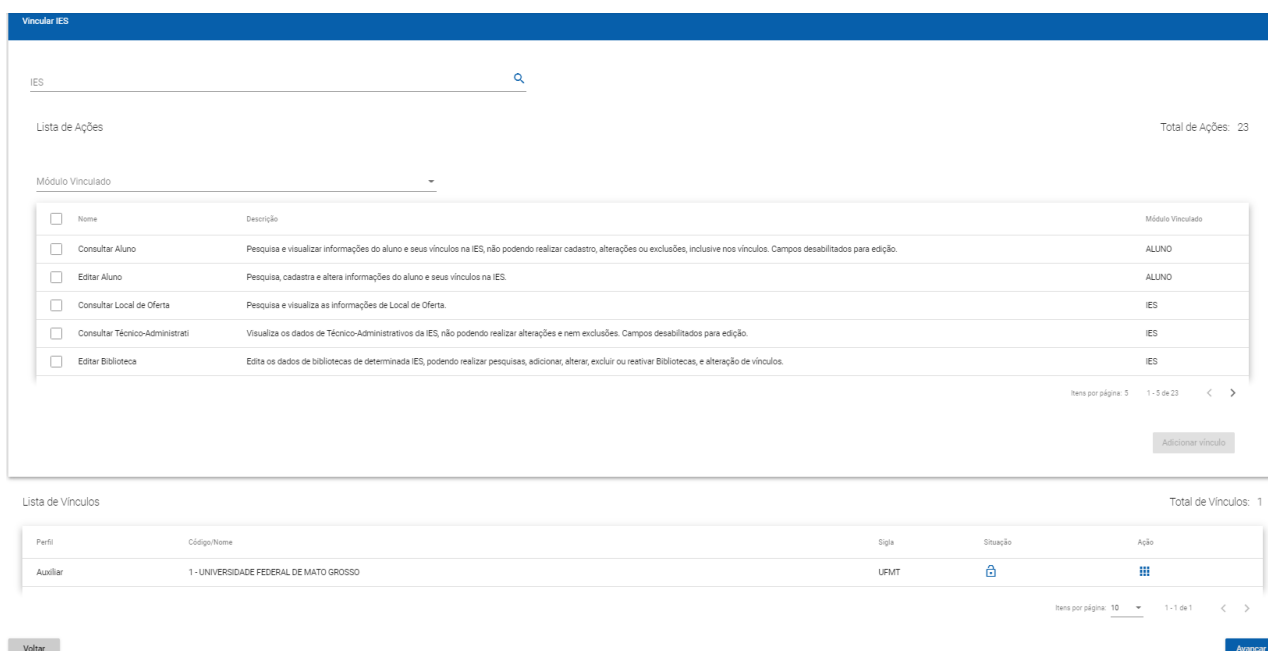 Vincular IES
IES
Lista de Ações Total de Ações: 23
Módulo Vinculado
Nome Descrição Módulo Vinculado
Consultar Aluno Pesquisa e visualizar informações do aluno e seus vínculos na IES, não podendo realizar cadastro, alterações ou exclusões, inclusive nos vínculos. Campos desabilitados para edição. ALUNO
Editar Aluno Pesquisa, cadastra e altera informações do aluno e seus vínculos na IES. ALUNO
Consultar Local de Oferta Pesquisa e visualiza as informações de Local de Oferta. IES
Consultar Técnico-Administrati Visualiza os dados de Técnico-Administrativos da IES, não podendo realizar alterações e nem exclusões. Campos desabilitados para edição. IES
Editar Biblioteca Edita os dados de bibliotecas de determinada IES, podendo realizar pesquisas, adicionar, alterar, excluir ou reativar Bibliotecas, e alteração de vínculos. IES
Itens por página: 5 1 - 5 de 23
Adicionar vínculo
Lista de Vínculos Total de Vínculos: 1
Perfil Código/Nome Sigla Situação Ação
Auxiliar 1 - UNIVERSIDADE FEDERAL DE MATO GROSSO UFMT
Itens por página: 10 1 - 1 de 1
Voltar Avançar